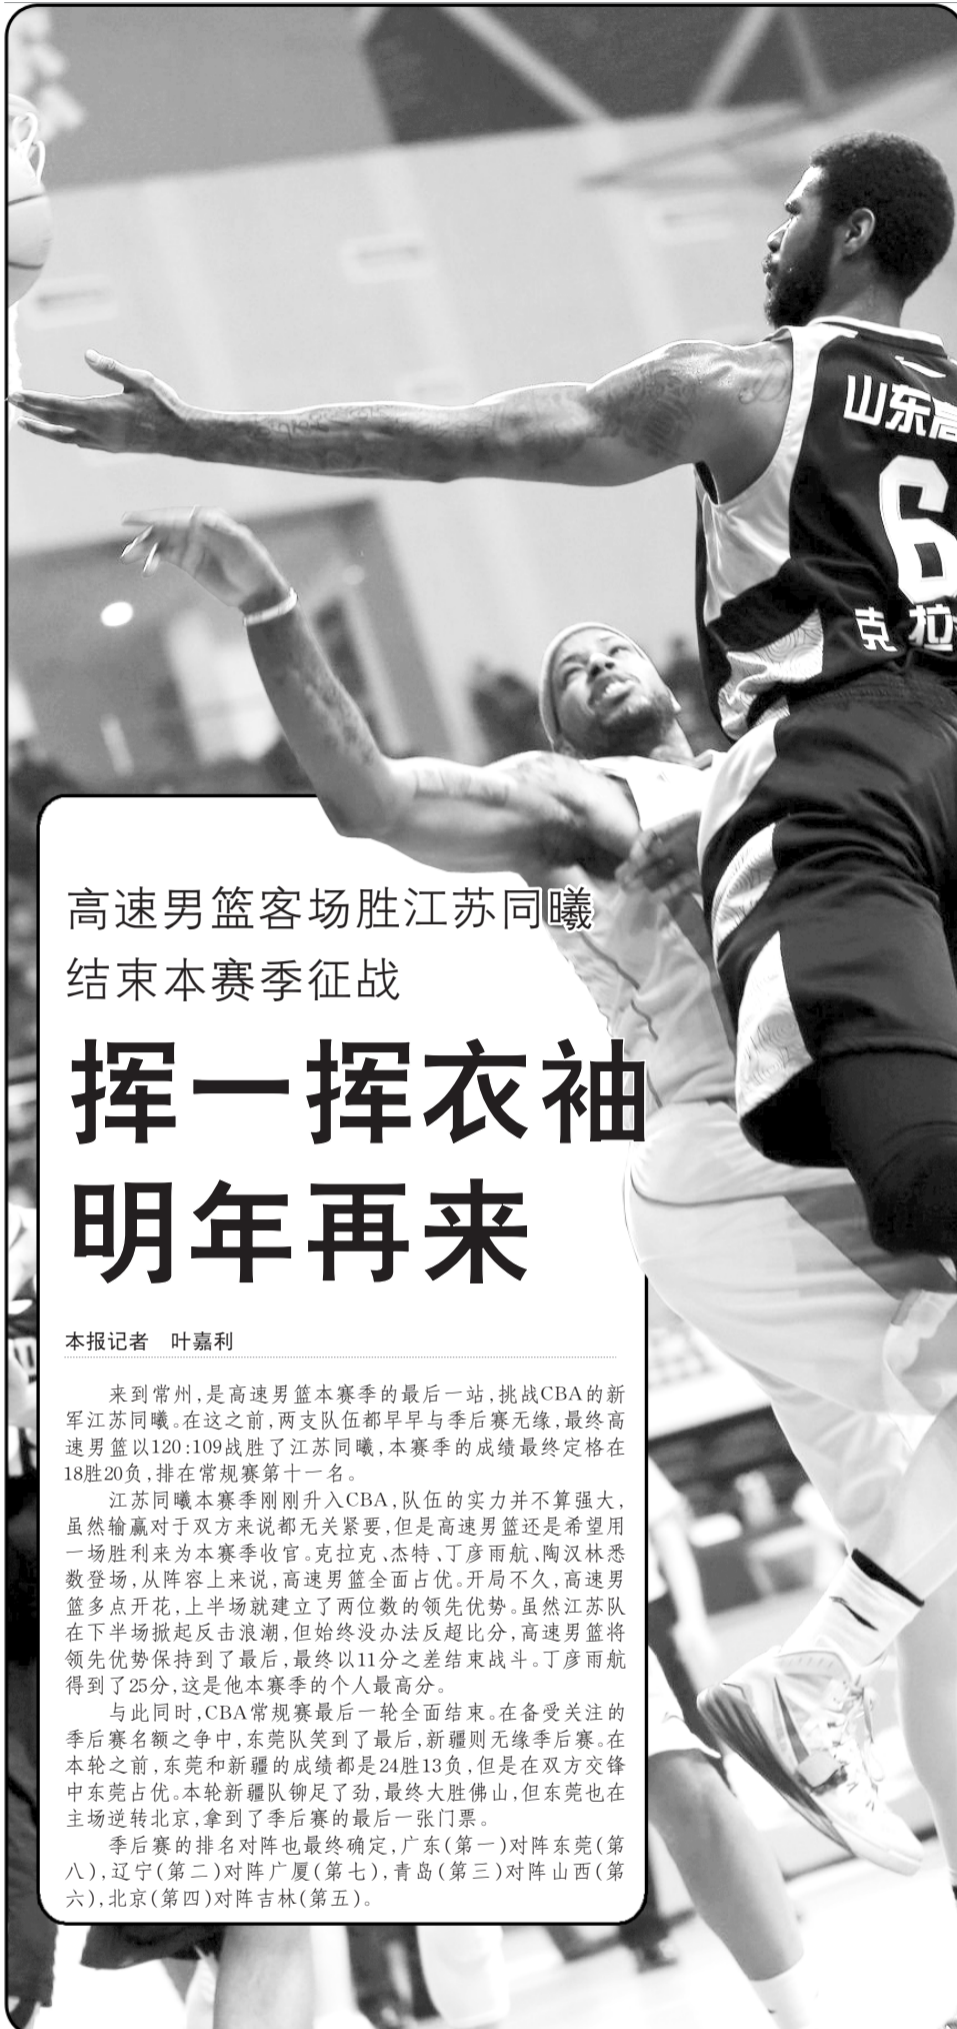 山东高
6
克拉
高速男篮客场胜江苏同曦
结束本赛季征战
挥一挥衣袖
明年再来
本报记者 叶嘉利
来到常州,是高速男篮本赛季的最后一站,挑战CBA的新
军江苏同曦。在这之前,两支队伍都早早与季后赛无缘,最终高
速男篮以120:109战胜了江苏同曦,本赛季的成绩最终定格在
18胜20负,排在常规赛第十一名。
江苏同曦本赛季刚刚升入CBA,队伍的实力并不算强大,
虽然输赢对于双方来说都无关紧要,但是高速男篮还是希望用
一场胜利来为本赛季收官。克拉克、杰特、丁彦雨航、陶汉林悉
数登场,从阵容上来说,高速男篮全面占优。开局不久,高速男
篮多点开花,上半场就建立了两位数的领先优势。虽然江苏队
在下半场掀起反击浪潮,但始终没办法反超比分,高速男篮将
领先优势保持到了最后,最终以11分之差结束战斗。丁彦雨航
得到了25分,这是他本赛季的个人最高分。
与此同时,CBA常规赛最后一轮全面结束。在备受关注的
季后赛名额之争中,东莞队笑到了最后,新疆则无缘季后赛。在
本轮之前,东莞和新疆的成绩都是24胜13负,但是在双方交锋
中东莞占优。本轮新疆队铆足了劲,最终大胜佛山,但东莞也在
主场逆转北京,拿到了季后赛的最后一张门票。
季后赛的排名对阵也最终确定,广东(第一)对阵东莞(第
八),辽宁(第二)对阵广厦(第七),青岛(第三)对阵山西(第
六),北京(第四)对阵吉林(第五)。